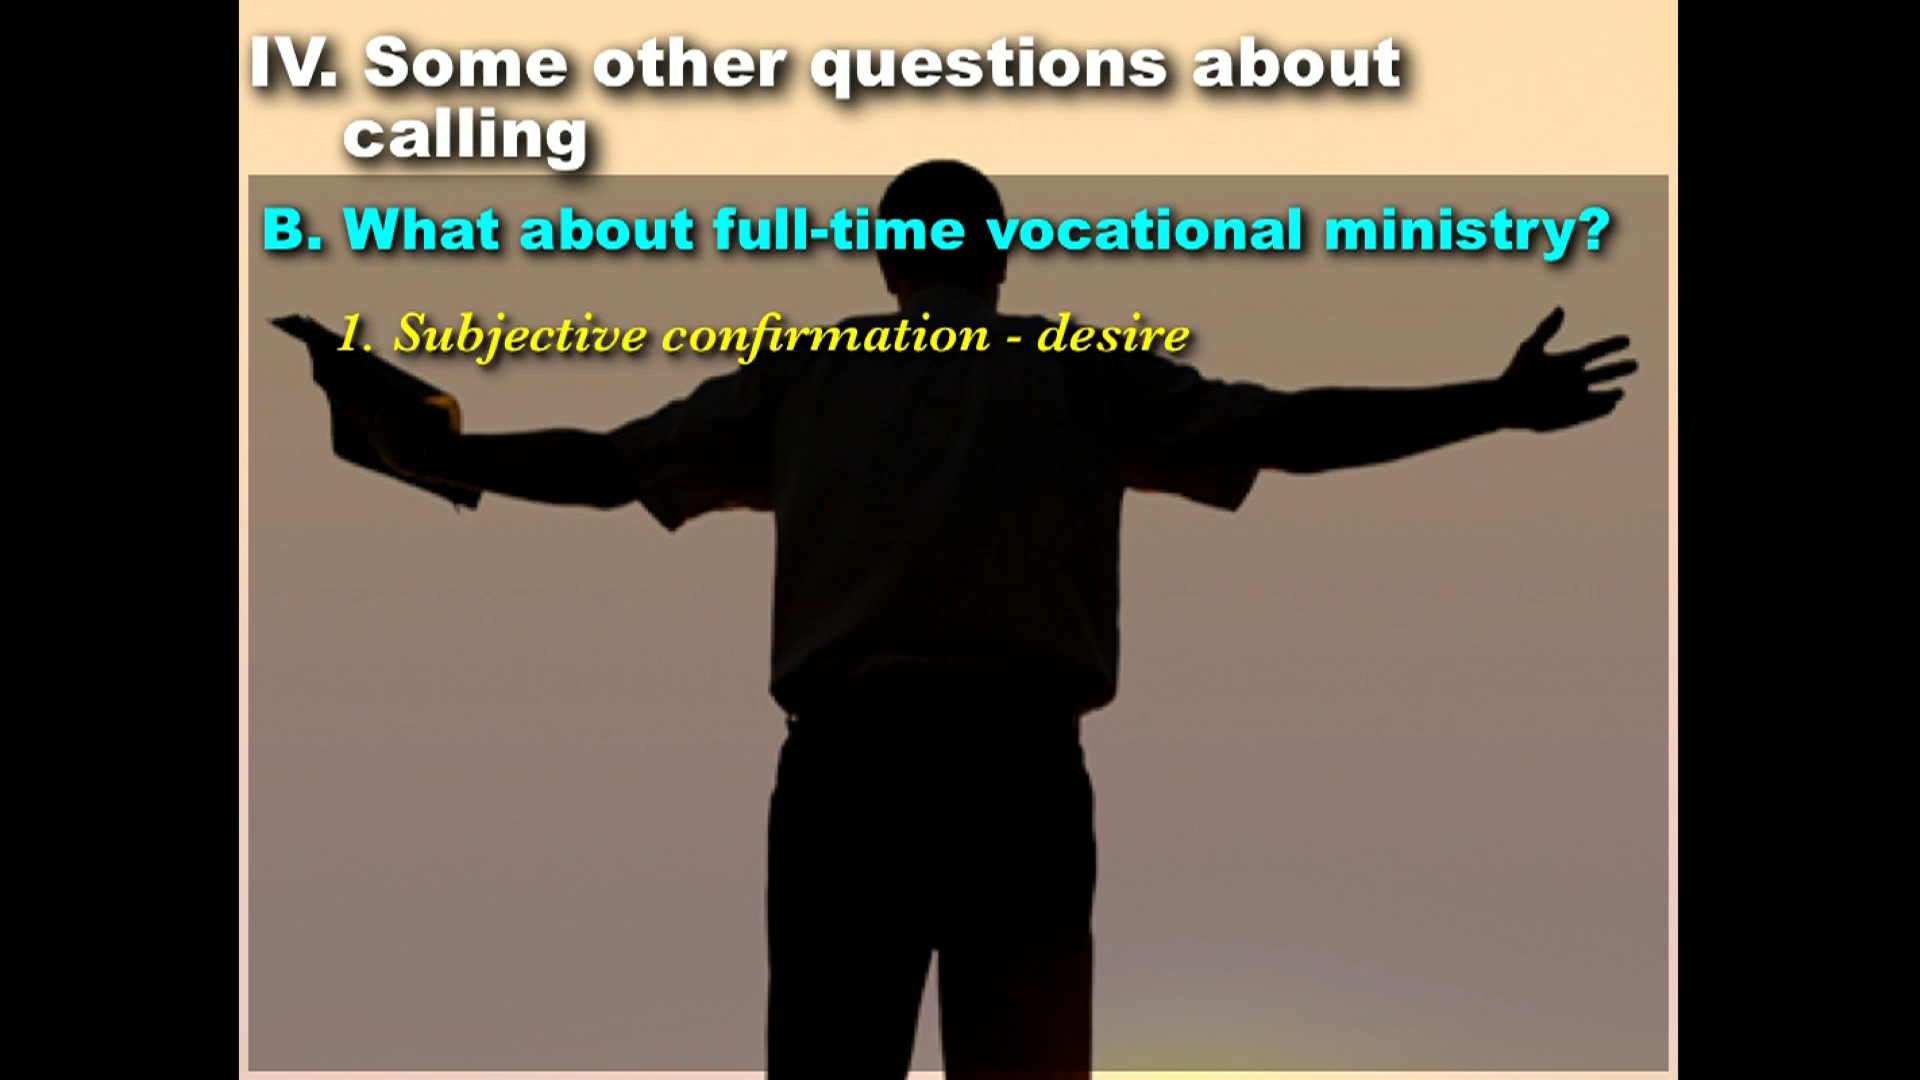 IV. Some other questions about
calling
B. What about full-time vocational ministry?
1. Subjective confirmation - desire